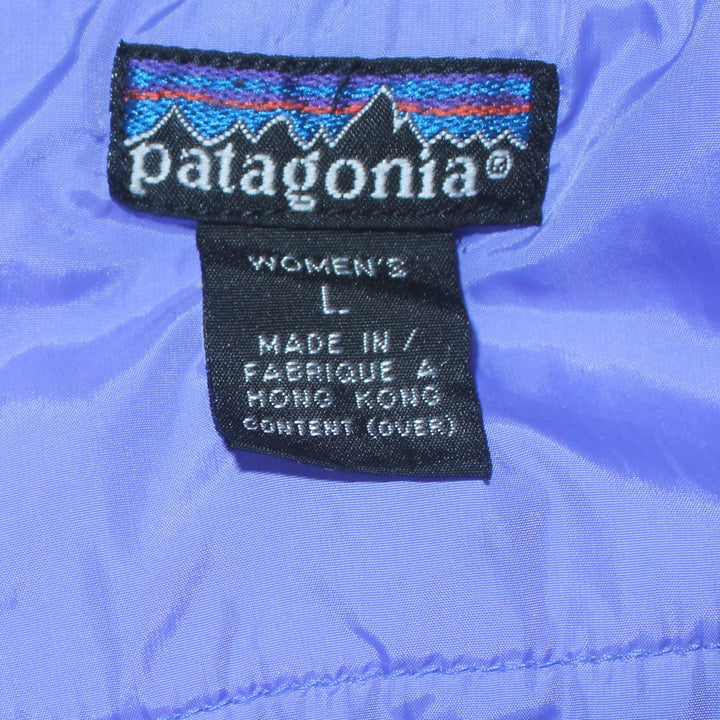 patagonia®
WOMEN'S
L
MADE IN /
FABRIQUE A
HONG KONG
CONTENT (OVER)